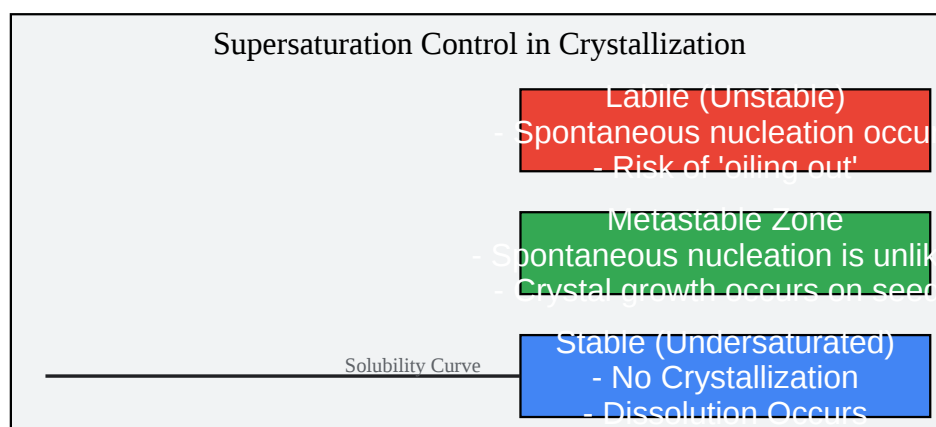 Supersaturation Control in Crystallization
Labile (Unstable)
- Spontaneous nucleation occu
- Risk of 'oiling out'
Metastable Zone
- Spontaneous nucleation is unlik
- Crystal growth occurs on seed
Stable (Undersaturated)
Solubility Curve
- No Crystallization
- Dissolution Occurs